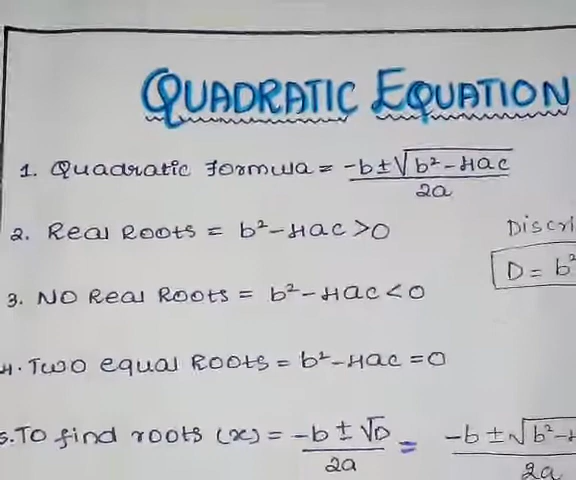 QUADRATIC EQUATION
1. Quadratic formula = -b±√b²-4ac / 2a
2. Real Roots = b²-4ac>0
Discri
D = b²
3. NO Real Roots = b²-4ac<0
4. Two equal Roots = b²-4ac=0
5. TO find roots (x) = -b ± √D / 2a = -b ± √b²-4 / 2a